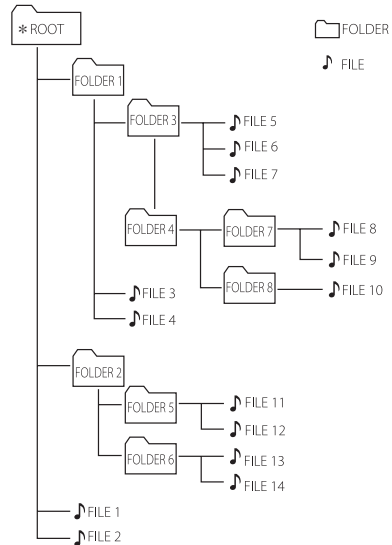 * ROOT
FOLDER
FILE
FOLDER 1
FOLDER 3
FILE 5
FILE 6
FILE 7
FOLDER 4
FOLDER 7
FILE 8
FILE 9
FOLDER 8
FILE 10
FILE 3
FILE 4
FOLDER 2
FOLDER 5
FILE 11
FILE 12
FOLDER 6
FILE 13
FILE 14
FILE 1
FILE 2